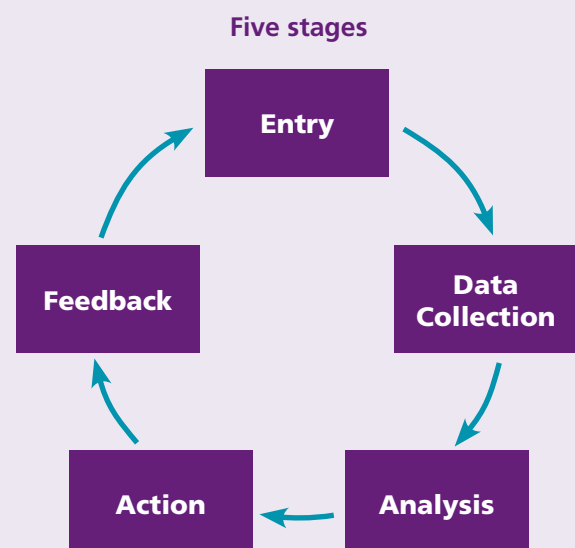 Five stages
Entry
Data
Collection
Analysis
Action
Feedback